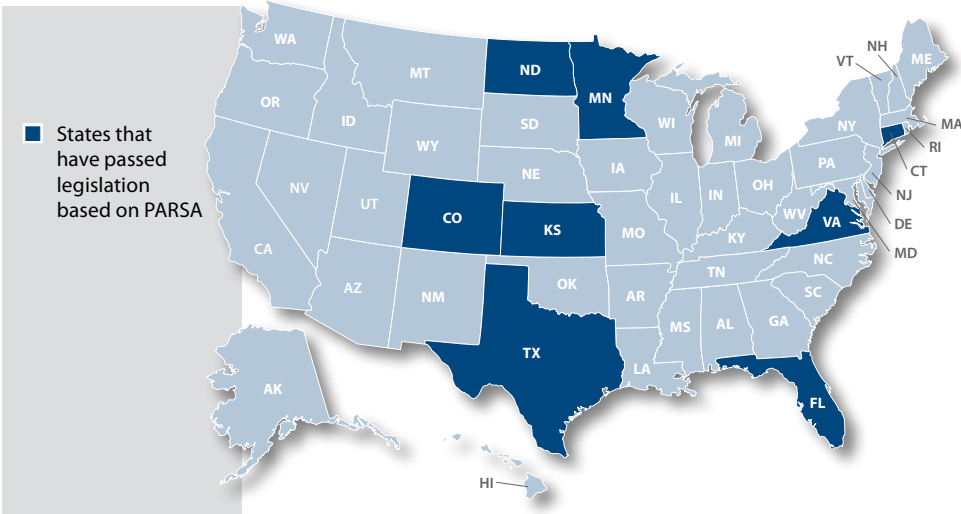 States that
have passed
legislation
based on PARSA
WA
OR
CA
NV
ID
MT
WY
UT
AZ
CO
NM
ND
SD
NE
KS
OK
TX
MN
IA
MO
AR
LA
WI
IL
MI
IN
OH
KY
TN
MS
AL
GA
FL
SC
NC
VA
WV
PA
NY
VT
NH
ME
MA
RI
CT
NJ
DE
MD
AK
HI